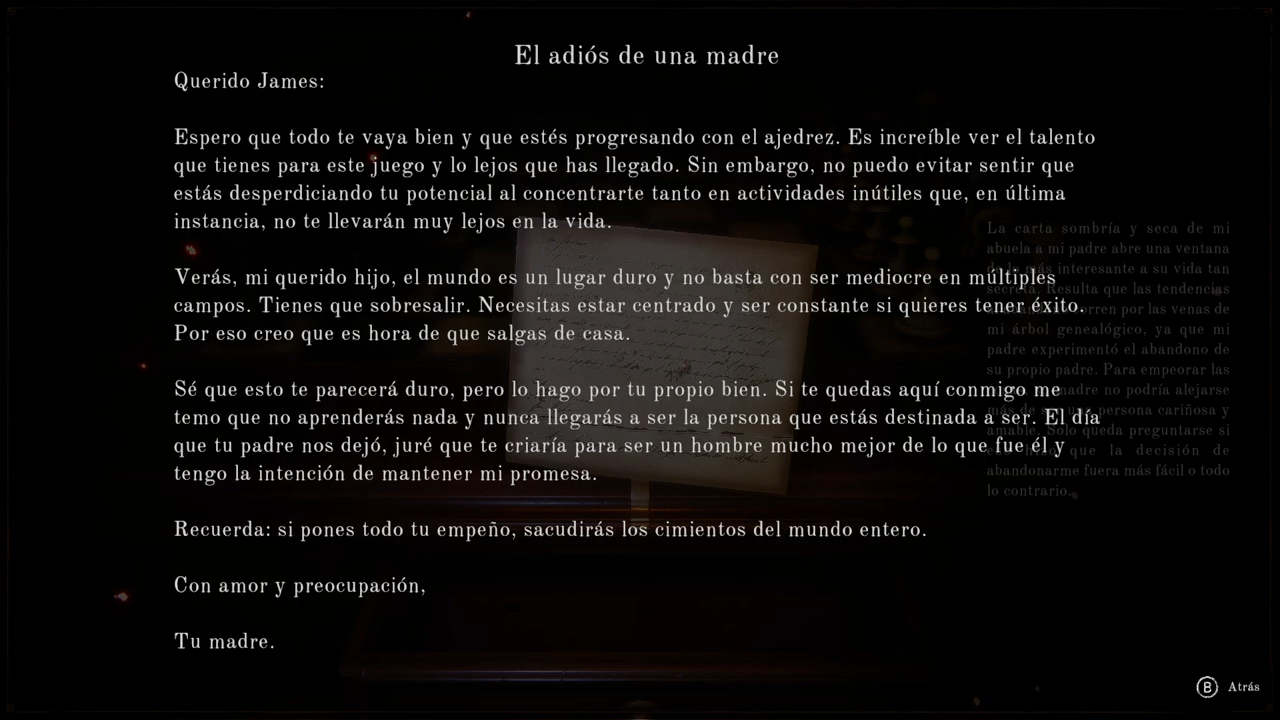 El adiós de una madre
Querido James:
Espero que todo te vaya bien y que estés progresando con el ajedrez. Es increíble ver el talento
que tienes para este juego y lo lejos que has llegado. Sin embargo, no puedo evitar sentir que
estás desperdiciando tu potencial al concentrarte tanto en actividades inútiles que, en última
instancia, no te llevarán muy lejos en la vida.
Verás, mi querido hijo, el mundo es un lugar duro y no basta con ser mediocre en múltiples
campos. Tienes que sobresalir. Necesitas estar centrado y ser constante si quieres tener éxito.
Por eso creo que es hora de que salgas de casa.
Sé que esto te parecerá duro, pero lo hago por tu propio bien. Si te quedas aquí conmigo me
temo que no aprenderás nada y nunca llegarás a ser la persona que estás destinada a ser. El día
que tu padre nos dejó, juré que te criaría para ser un hombre mucho mejor de lo que fue él y
tengo la intención de mantener mi promesa.
Recuerda: si pones todo tu empeño, sacudirás los cimientos del mundo entero.
Con amor y preocupación,
Tu madre.
La carta sombría y seca de mi
abuela a mi padre abre una ventana
más interesante a su vida tan
Resulta que las tendencias
corren por las venas de
mi árbol genealógico, ya que mi
padre experimentó el abandono de
su propio padre. Para empeorar las
madre no podría alejarse
más de ser una persona cariñosa y
amable. Solo queda preguntarse si
que la decisión de
abandonarme fuera más fácil o todo
lo contrario.
B Atrás